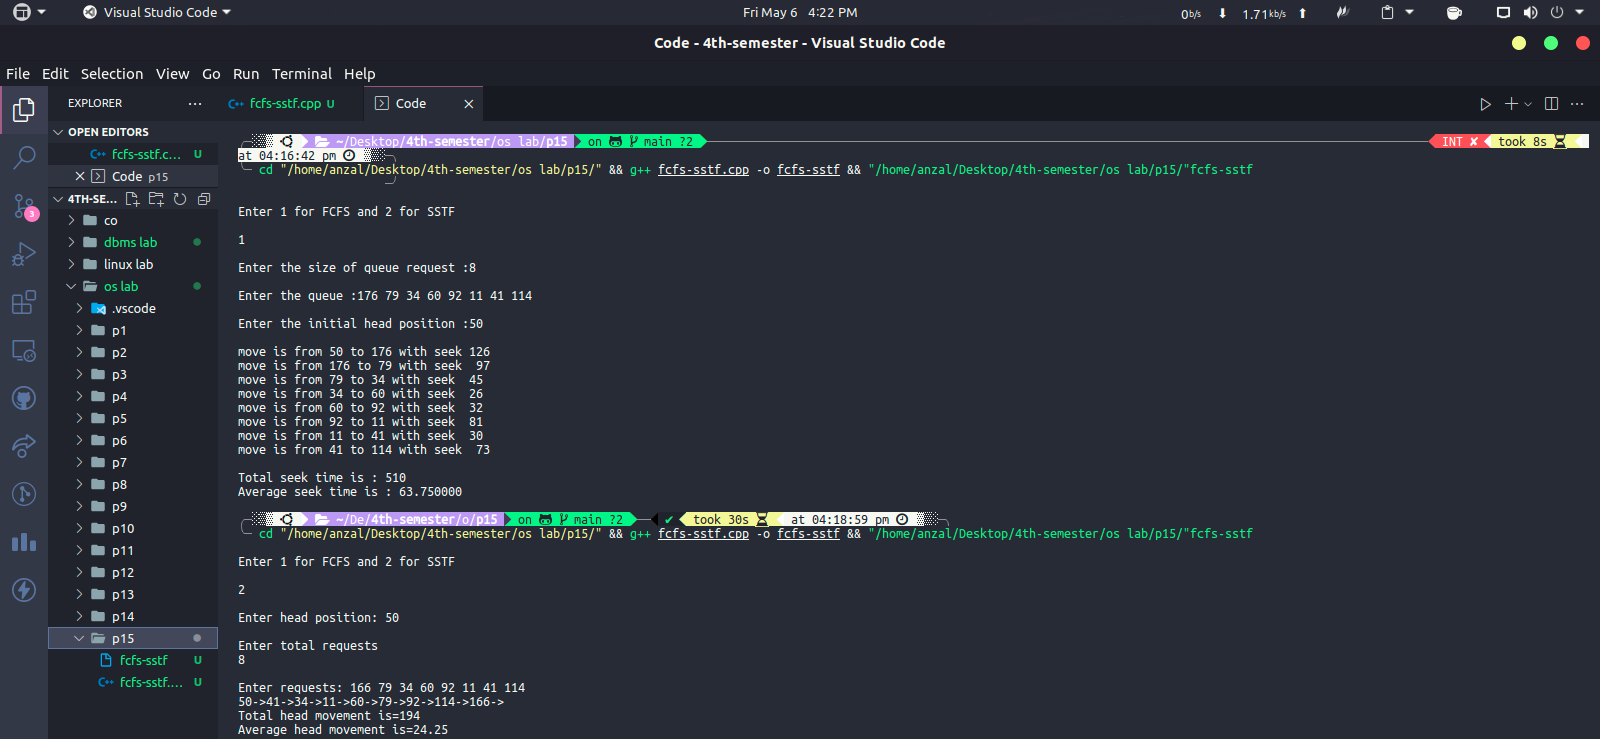 Visual Studio Code
Fri May 6 4:22 PM
0b/s 1.71kb/s
Code - 4th-semester - Visual Studio Code
File Edit Selection View Go Run Terminal Help
EXPLORER
fcfs-sstf.cpp U
Code
OPEN EDITORS
fcfs-sstf.c... U
Code p15
4TH-SE...
co
dbms lab
linux lab
os lab
.vscode
p1
p2
p3
p4
p5
p6
p7
p8
p9
p10
p11
p12
p13
p14
p15
fcfs-sstf U
fcfs-sstf.... U
3
~/Desktop/4th-semester/os lab/p15 on main ?2 INT ✘ took 8s
at 04:16:42 pm
cd "/home/anzal/Desktop/4th-semester/os lab/p15/" && g++ fcfs-sstf.cpp -o fcfs-sstf && "/home/anzal/Desktop/4th-semester/os lab/p15/"fcfs-sstf
Enter 1 for FCFS and 2 for SSTF
1
Enter the size of queue request :8
Enter the queue :176 79 34 60 92 11 41 114
Enter the initial head position :50
move is from 50 to 176 with seek 126
move is from 176 to 79 with seek  97
move is from 79 to 34 with seek  45
move is from 34 to 60 with seek  26
move is from 60 to 92 with seek  32
move is from 92 to 11 with seek  81
move is from 11 to 41 with seek  30
move is from 41 to 114 with seek  73
Total seek time is : 510
Average seek time is : 63.750000
~/De/4th-semester/o/p15 on main ?2 ✔ took 30s at 04:18:59 pm
cd "/home/anzal/Desktop/4th-semester/os lab/p15/" && g++ fcfs-sstf.cpp -o fcfs-sstf && "/home/anzal/Desktop/4th-semester/os lab/p15/"fcfs-sstf
Enter 1 for FCFS and 2 for SSTF
2
Enter head position: 50
Enter total requests
8
Enter requests: 166 79 34 60 92 11 41 114
50->41->34->11->60->79->92->114->166->
Total head movement is=194
Average head movement is=24.25